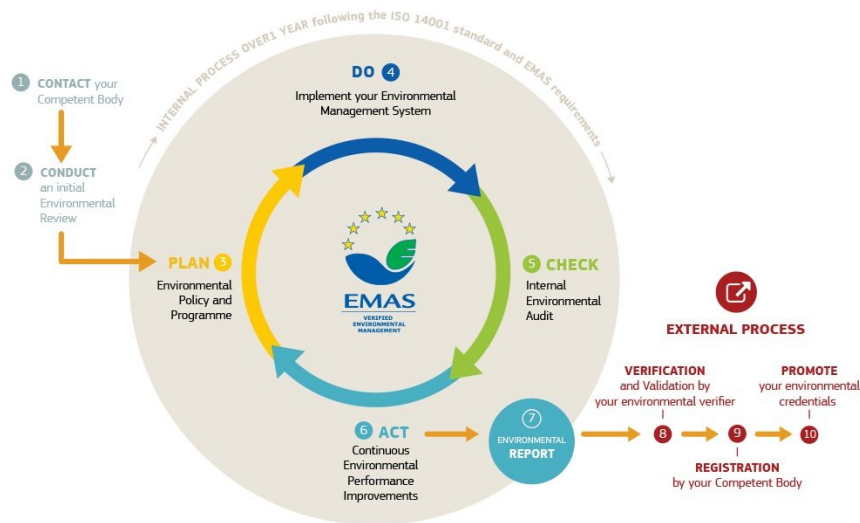 INTERNAL PROCESS OVER1 YEAR following the ISO 14001 standard and EMAS requirements
1 CONTACT your
Competent Body
2 CONDUCT
an initial
Environmental
Review
PLAN 3
Environmental
Policy and
Programme
DO 4
Implement your Environmental
Management System
5 CHECK
Internal
Environmental
Audit
EMAS
VERIFIED
ENVIRONMENTAL
MANAGEMENT
6 ACT
Continuous
Environmental
Performance
Improvements
7
ENVIRONMENTAL
REPORT
EXTERNAL PROCESS
VERIFICATION
and Validation by
your environmental verifier
8
9
REGISTRATION
by your Competent Body
PROMOTE
your environmental
credentials
10